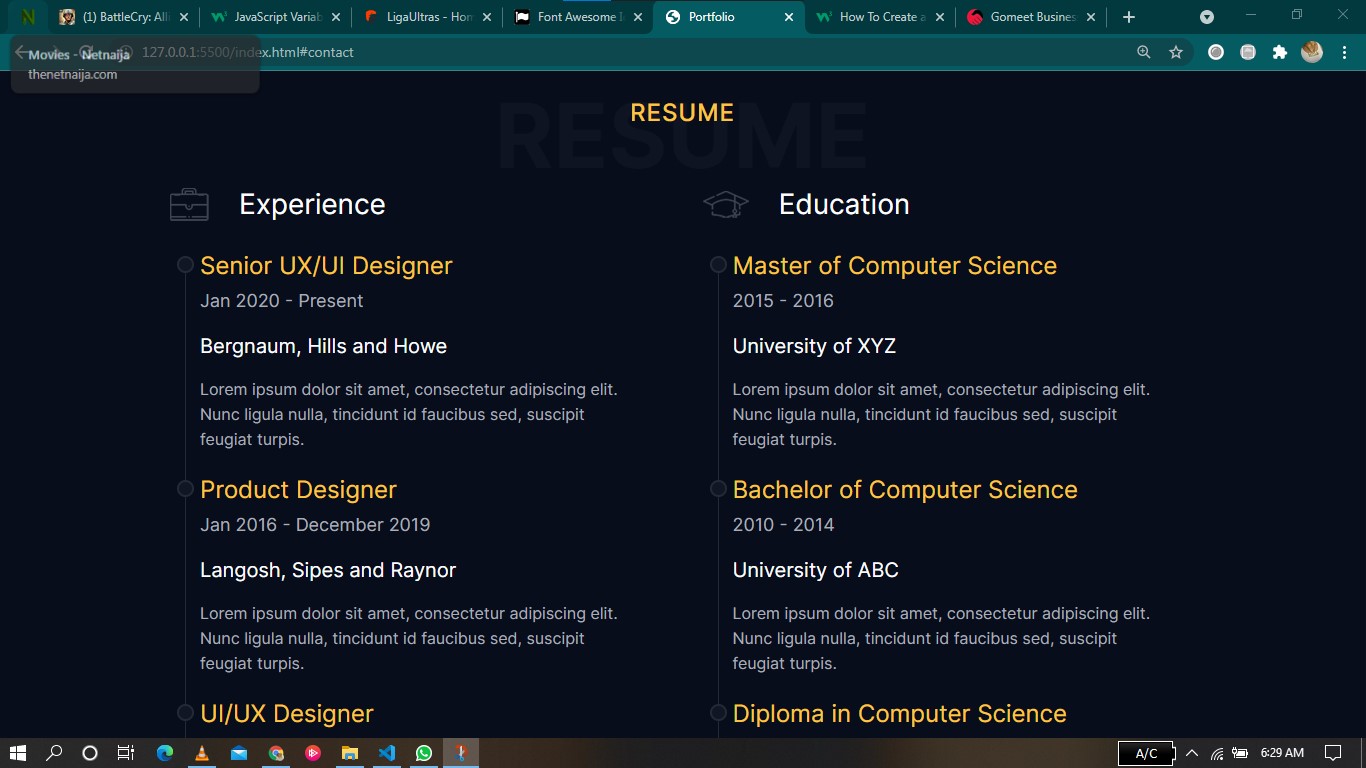 (1) BattleCry: Alli
JavaScript Variab
LigaUltras - Hom
Font Awesome I
Portfolio
How To Create a
Gomeet Busines
127.0.0.1:5500/index.html#contact
Movies - Netnaija
thenetnaija.com
RESUME
RESUME
Experience
Senior UX/UI Designer
Jan 2020 - Present
Bergnaum, Hills and Howe
Lorem ipsum dolor sit amet, consectetur adipiscing elit.
Nunc ligula nulla, tincidunt id faucibus sed, suscipit
feugiat turpis.
Product Designer
Jan 2016 - December 2019
Langosh, Sipes and Raynor
Lorem ipsum dolor sit amet, consectetur adipiscing elit.
Nunc ligula nulla, tincidunt id faucibus sed, suscipit
feugiat turpis.
UI/UX Designer
Education
Master of Computer Science
2015 - 2016
University of XYZ
Lorem ipsum dolor sit amet, consectetur adipiscing elit.
Nunc ligula nulla, tincidunt id faucibus sed, suscipit
feugiat turpis.
Bachelor of Computer Science
2010 - 2014
University of ABC
Lorem ipsum dolor sit amet, consectetur adipiscing elit.
Nunc ligula nulla, tincidunt id faucibus sed, suscipit
feugiat turpis.
Diploma in Computer Science
A/C
6:29 AM